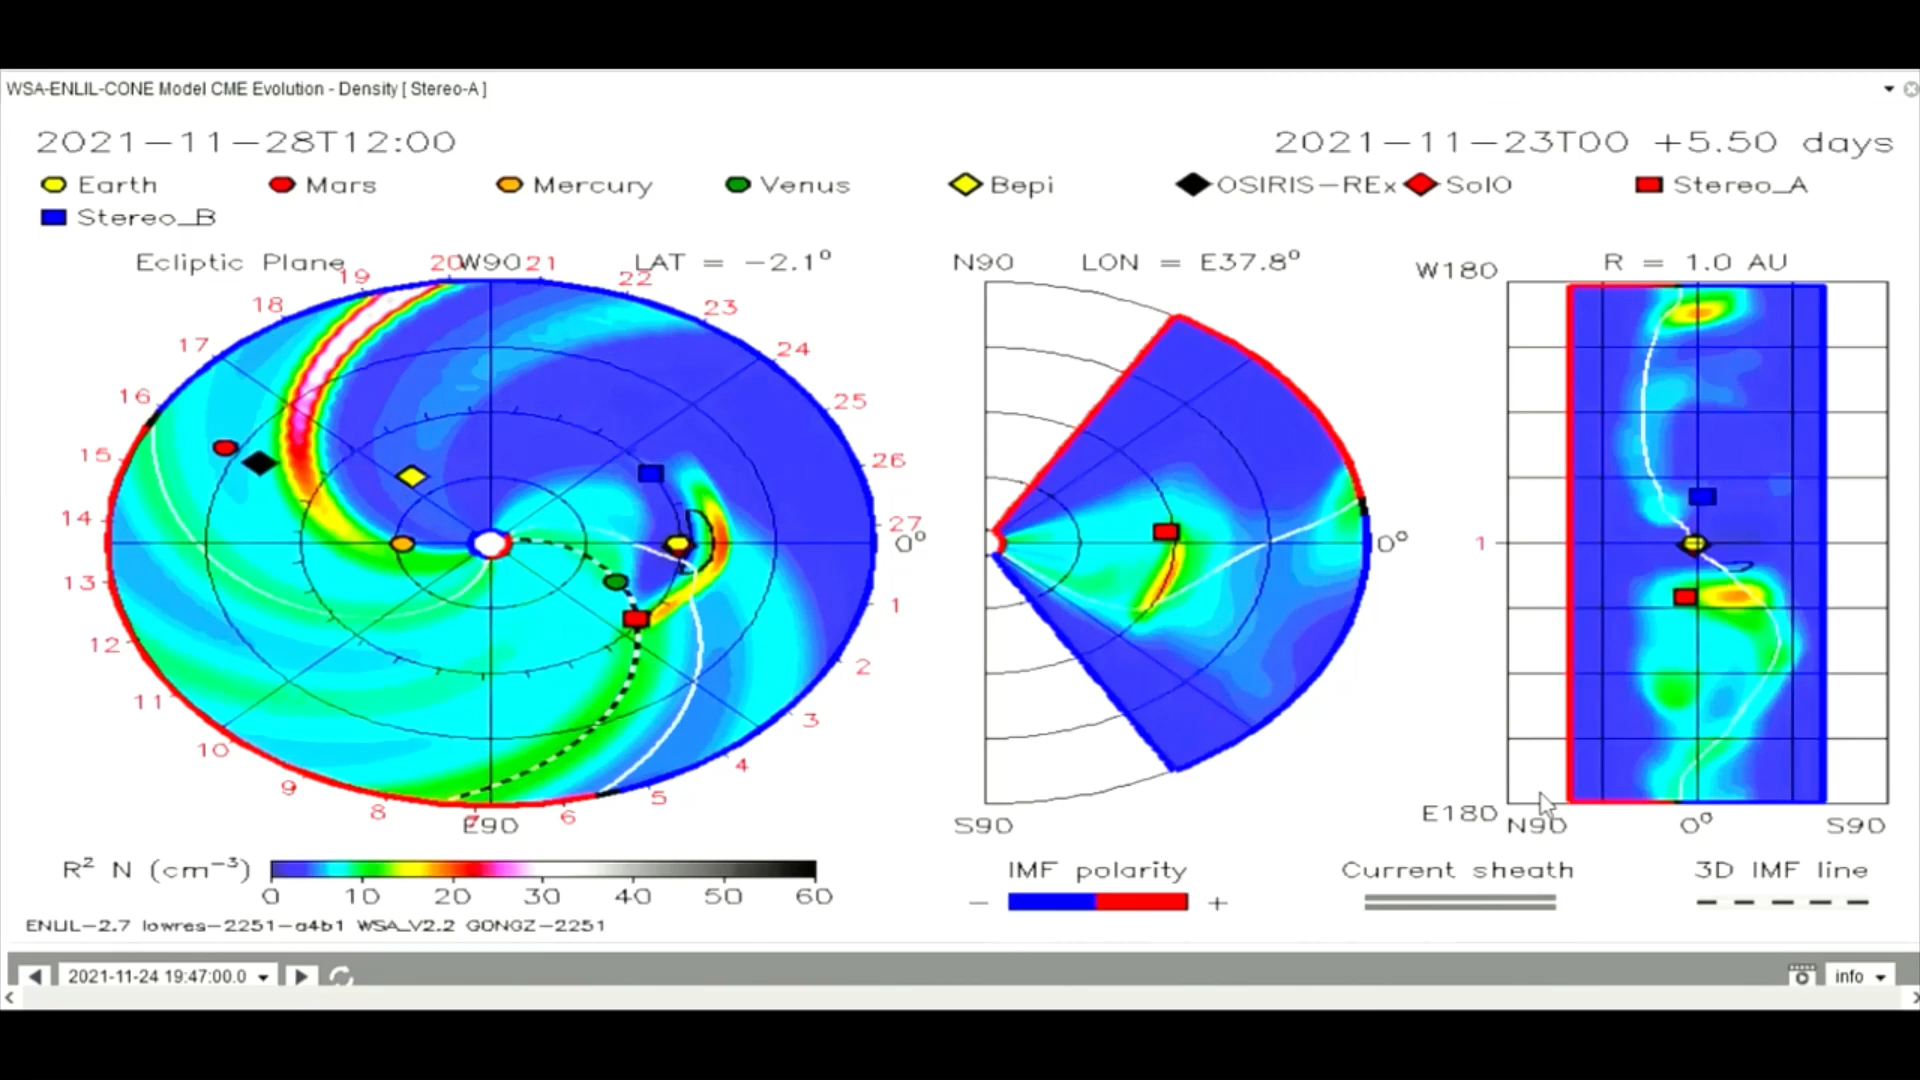 WSA-ENLIL-CONE Model CME Evolution - Density [ Stereo-A ]
2021-11-28T12:00
2021-11-23T00 +5.50 days
Earth Mars Mercury Venus Bepi OSIRIS-REx SolO Stereo_A
Stereo_B
Ecliptic Plane W90 LAT = -2.1°
N90 LON = E37.8°
W180 R = 1.0 AU
19 20 21 22
18 23
17 24
16 25
15 26
14 27
0°
0°
1
13 1
12 2
11 3
10 4
9 5
8 7 6
E90
S90
E180 N90 0° S90
R² N (cm⁻³)
0 10 20 30 40 50 60
IMF polarity
- +
Current sheath
3D IMF line
ENLIL-2.7 lowres-2251-a4b1 WSA_V2.2 GONGZ-2251
2021-11-24 19:47:00.0
info